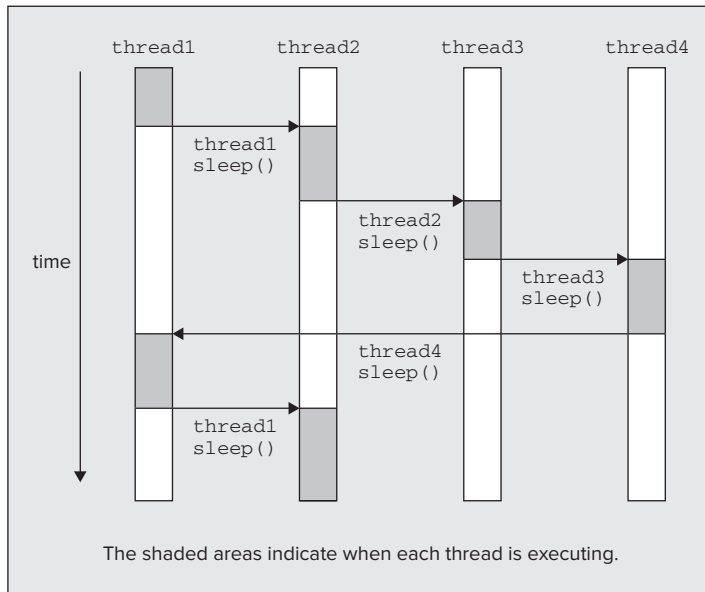 thread1
thread2
thread3
thread4
thread1
sleep()
thread2
sleep()
time
thread3
sleep()
thread4
sleep()
thread1
sleep()
The shaded areas indicate when each thread is executing.